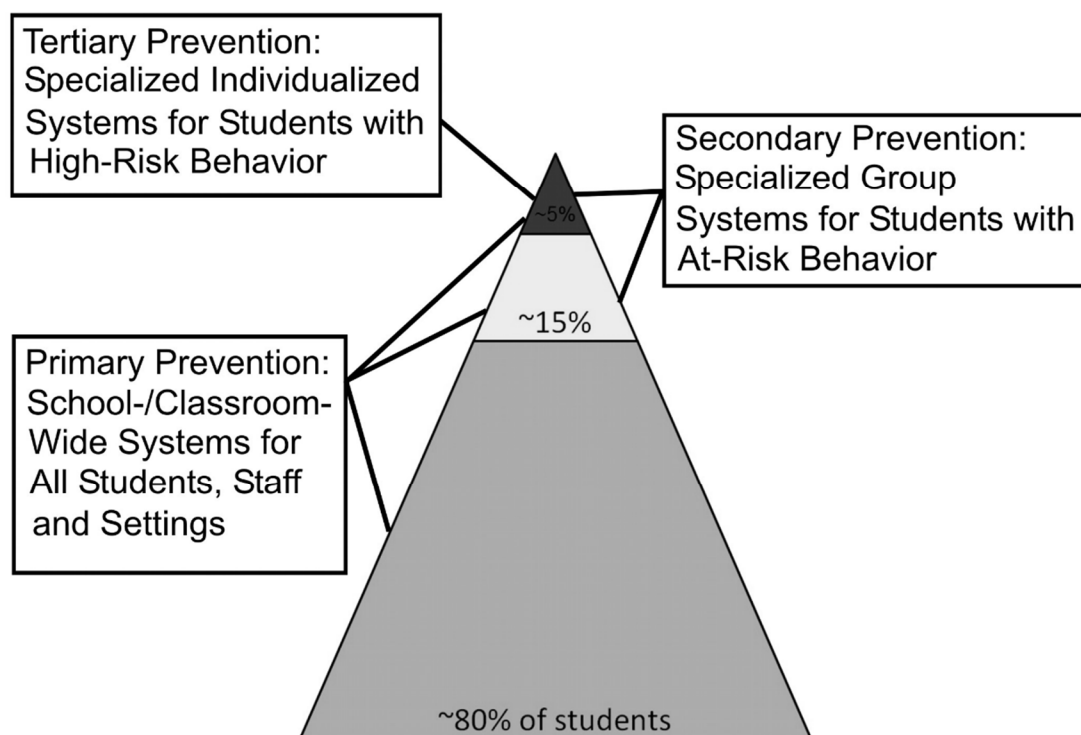 Tertiary Prevention:
Specialized Individualized
Systems for Students with
High-Risk Behavior
Secondary Prevention:
Specialized Group
Systems for Students with
At-Risk Behavior
~5%
~15%
Primary Prevention:
School-/Classroom-
Wide Systems for
All Students, Staff
and Settings
~80% of students